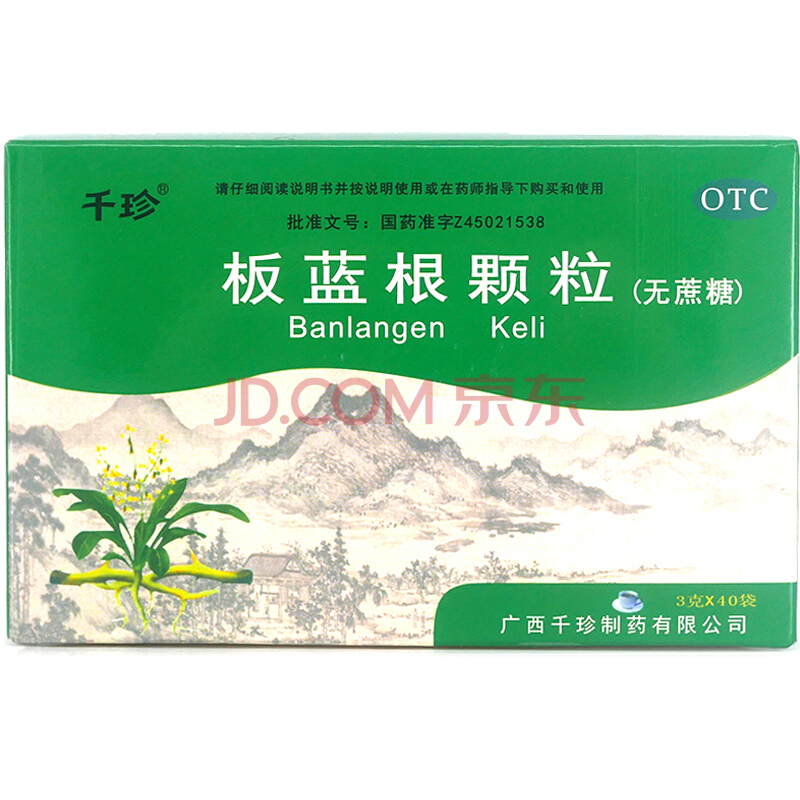 千珍®
请仔细阅读说明书并按说明使用或在药师指导下购买和使用
OTC
批准文号：国药准字Z45021538
板蓝根颗粒(无蔗糖)
Banlangen Keli
JD.COM 京东
3克X40袋
广西千珍制药有限公司